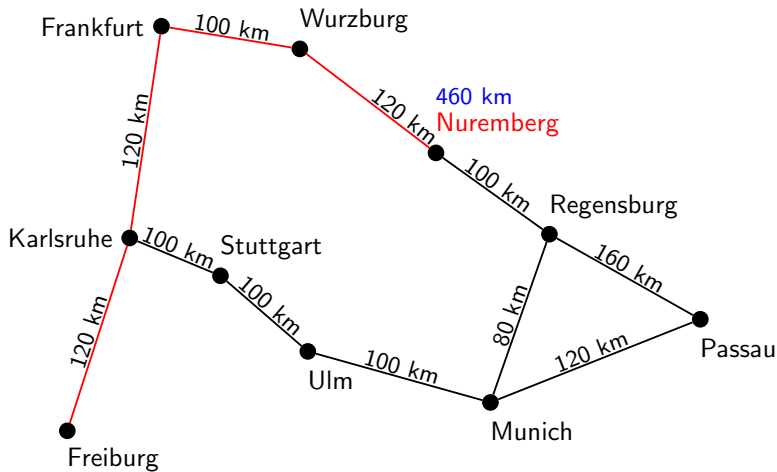 Wurzburg
Frankfurt
100 km
120 km
460 km
Nuremberg
120 km
100 km
Regensburg
Karlsruhe
100 km
Stuttgart
160 km
100 km
80 km
120 km
100 km
120 km
Passau
Ulm
Munich
Freiburg